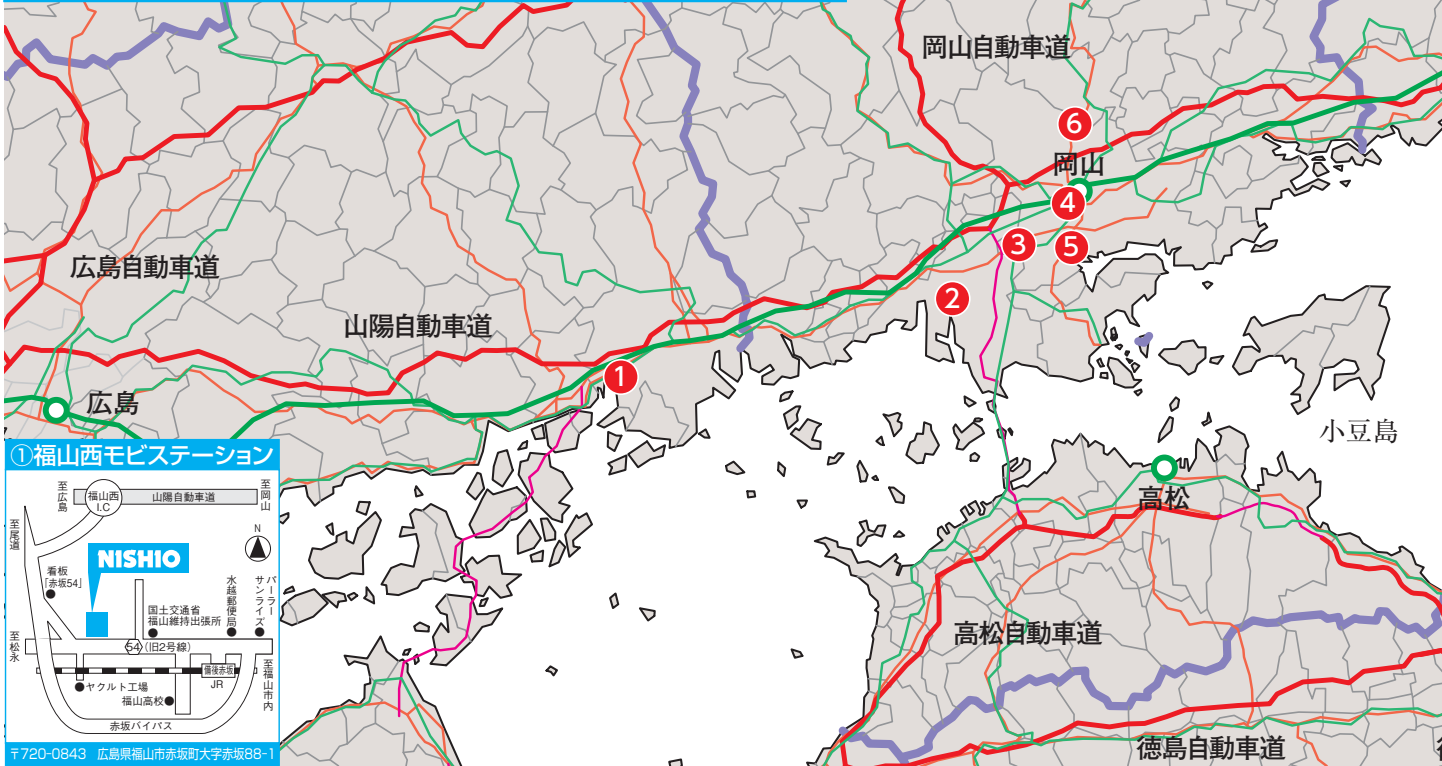 岡山自動車道
6
岡山
4
3
5
広島自動車道
2
山陽自動車道
1
広島
小豆島
高松
高松自動車道
徳島自動車道
①福山西モビステーション
至広島
福山西
I.C
山陽自動車道
至岡山
至尾道
N
NISHIO
看板
「赤坂54」
国土交通省
福山維持出張所
水越郵便局
パーラー
サンライズ
至松永
54
(旧2号線)
備後赤坂
JR
至福山市内
ヤクルト工場
福山高校
赤坂バイパス
〒720-0843 広島県福山市赤坂町大字赤坂88-1